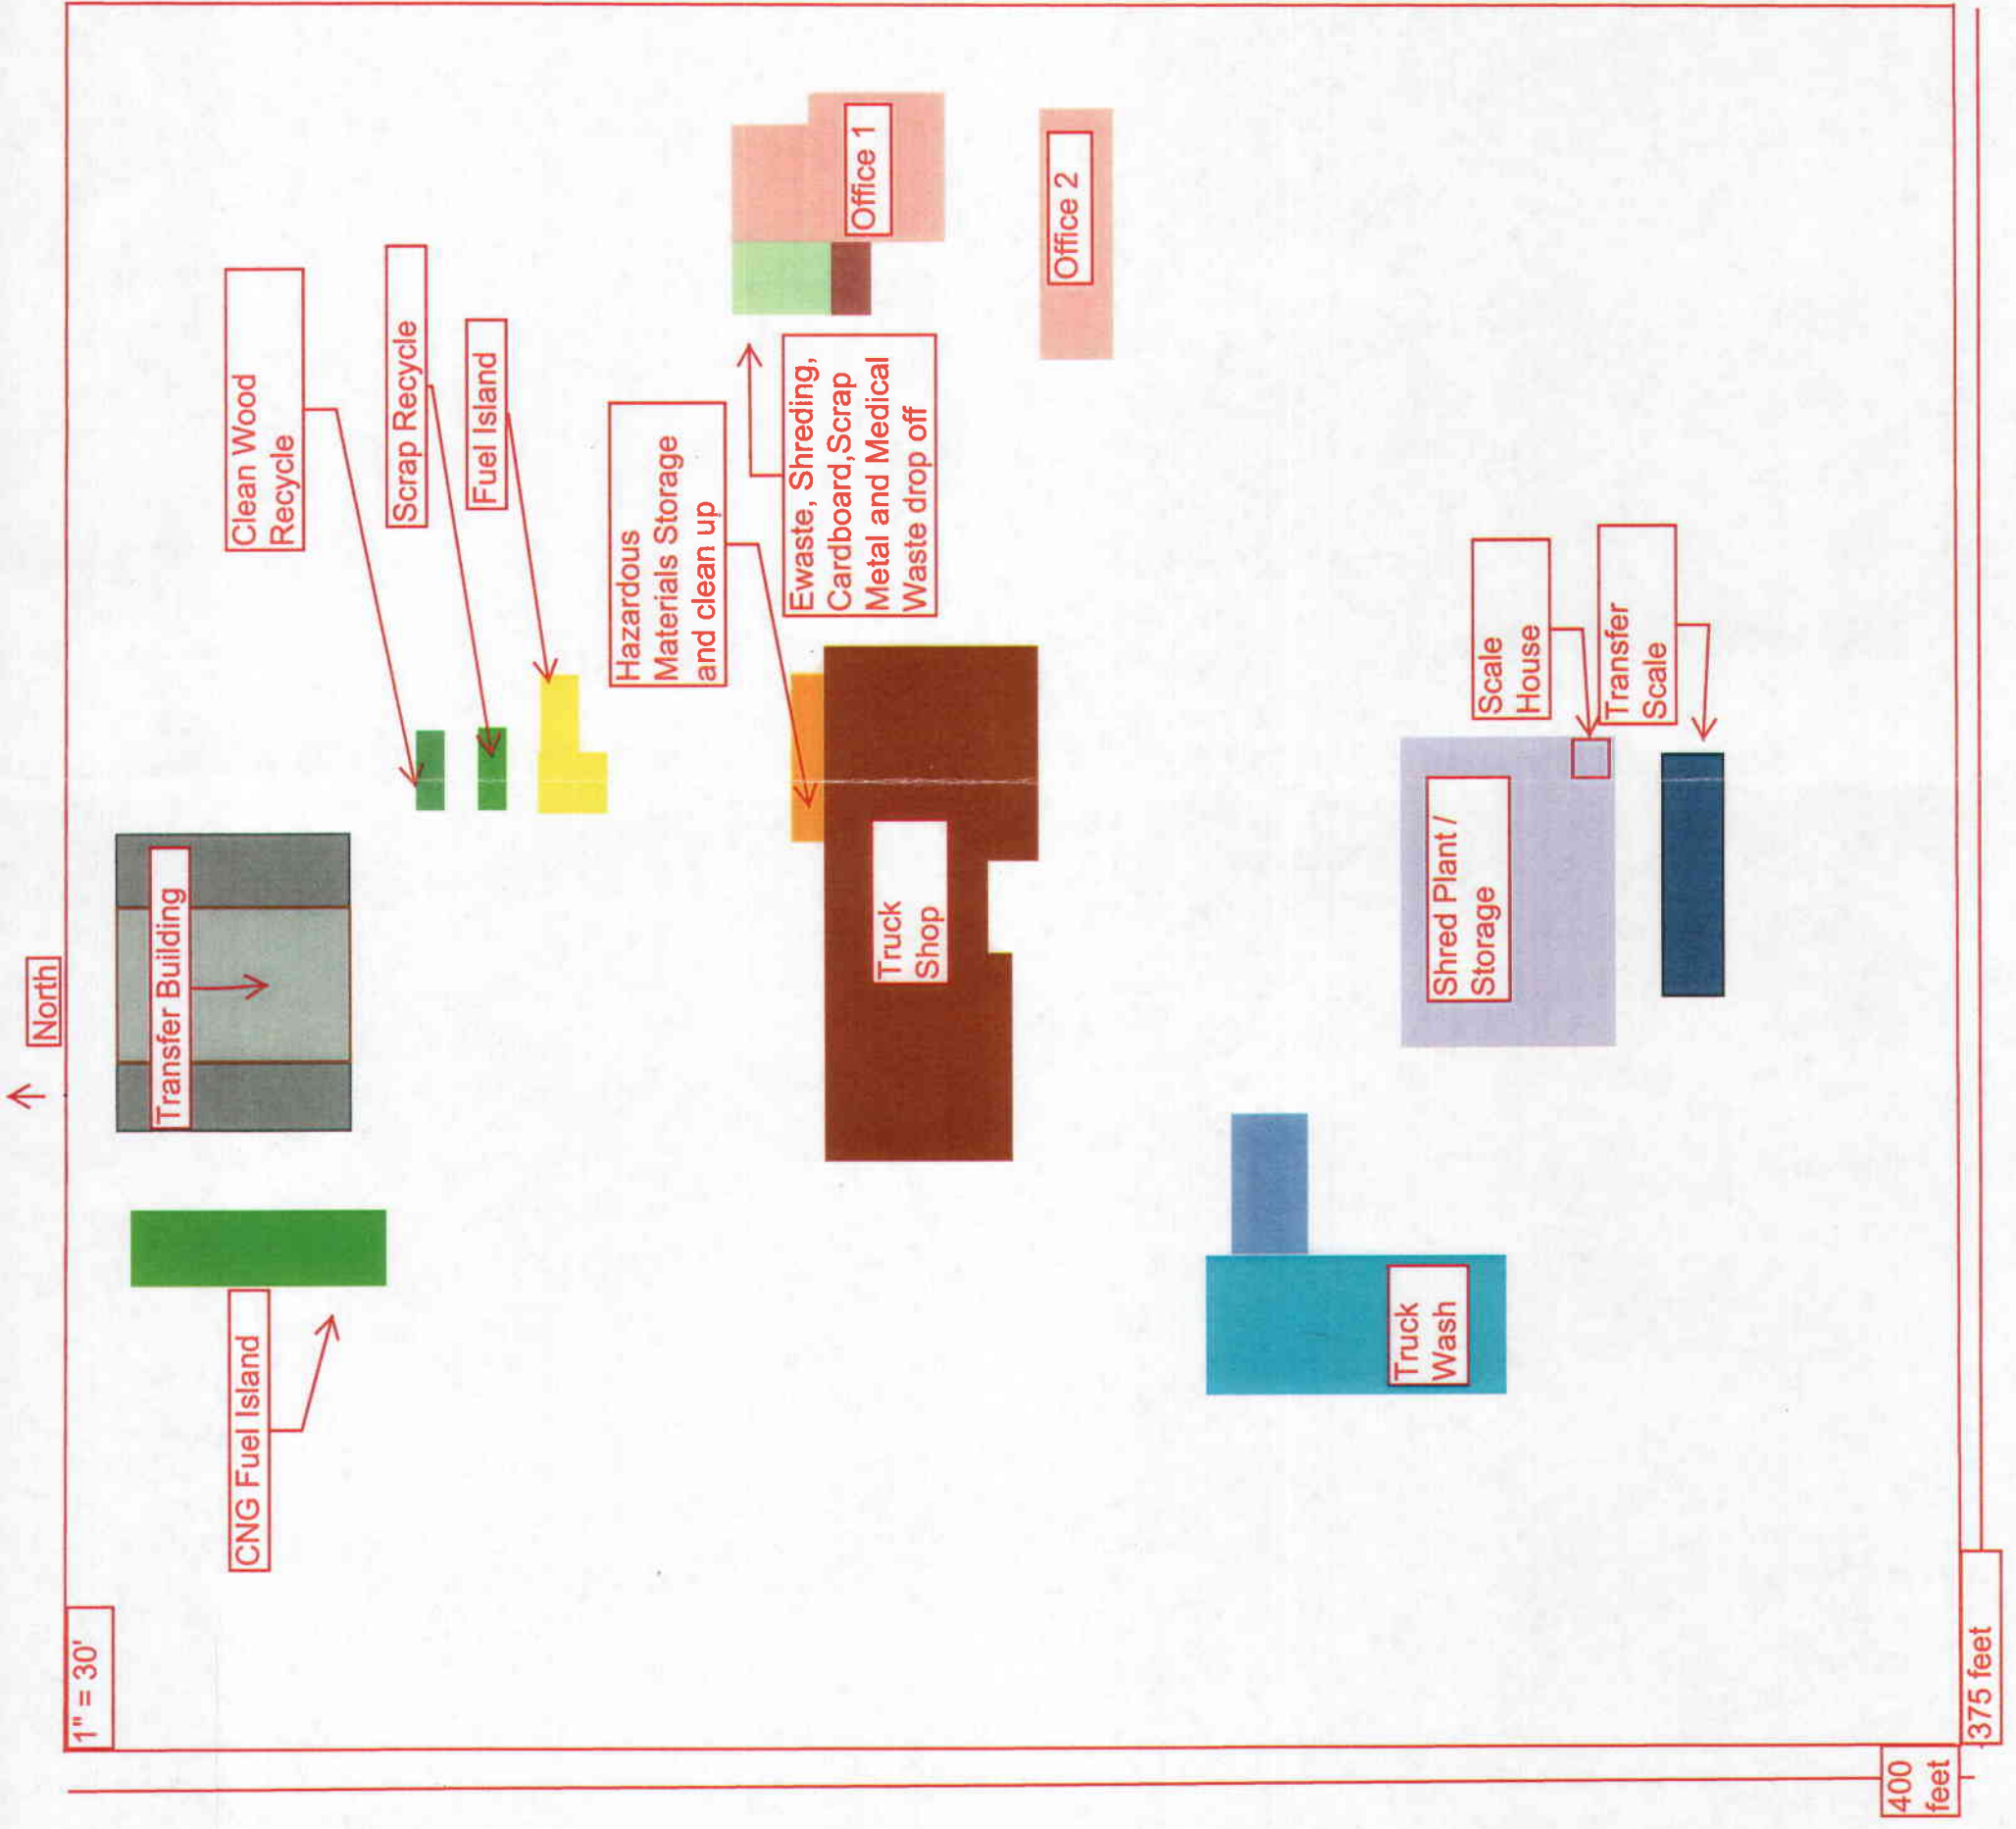 North
1" = 30'
Transfer Building
CNG Fuel Island
Clean Wood
Recycle
Scrap Recycle
Fuel Island
Hazardous
Materials Storage
and clean up
Ewaste, Shreding,
Cardboard,Scrap
Metal and Medical
Waste drop off
Office 1
Office 2
Truck
Shop
Truck
Wash
Shred Plant /
Storage
Scale
House
Transfer
Scale
400
feet
375 feet